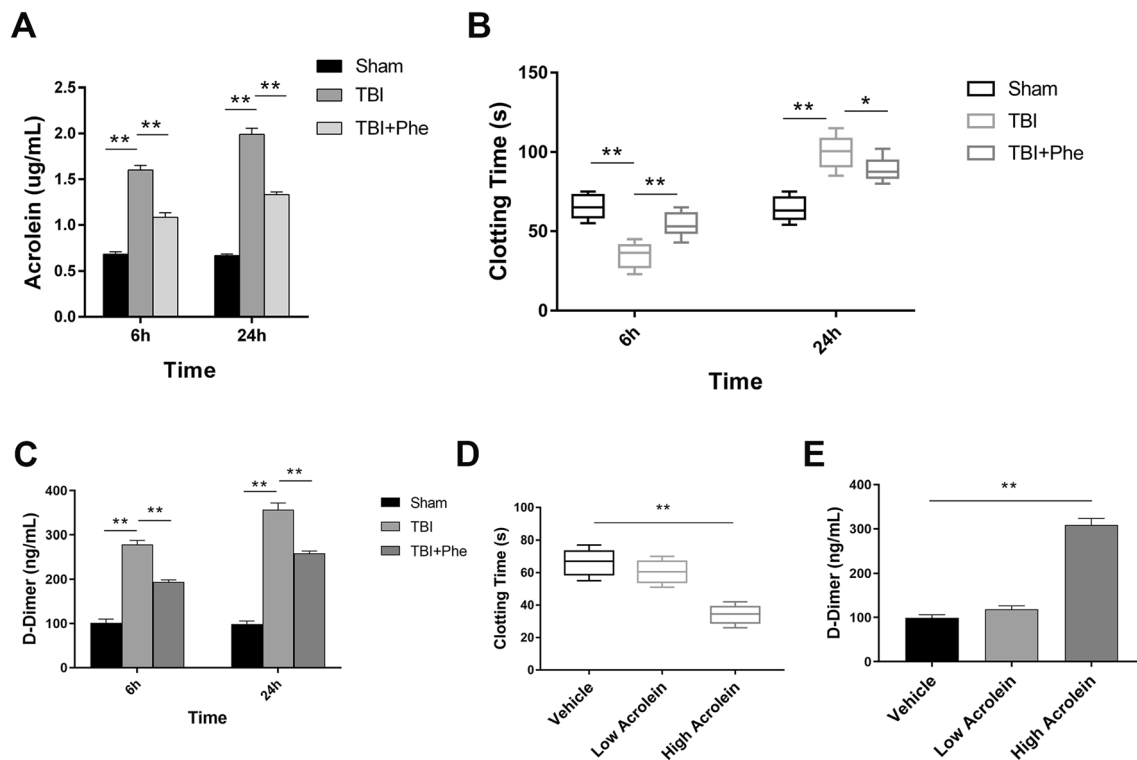 A
Sham
TBI
TBI+Phe
Acrolein (ug/mL)
2.5
2.0
1.5
1.0
0.5
0.0
** ** ** **
6h 24h
Time
B
Sham
TBI
TBI+Phe
Clotting Time (s)
150
100
50
0
** ** ** *
6h 24h
Time
C
Sham
TBI
TBI+Phe
D-Dimer (ng/mL)
400
300
200
100
0
** ** ** **
6h 24h
Time
D
Clotting Time (s)
100
80
60
40
20
0
**
Vehicle
Low Acrolein
High Acrolein
E
D-Dimer (ng/mL)
400
300
200
100
0
**
Vehicle
Low Acrolein
High Acrolein